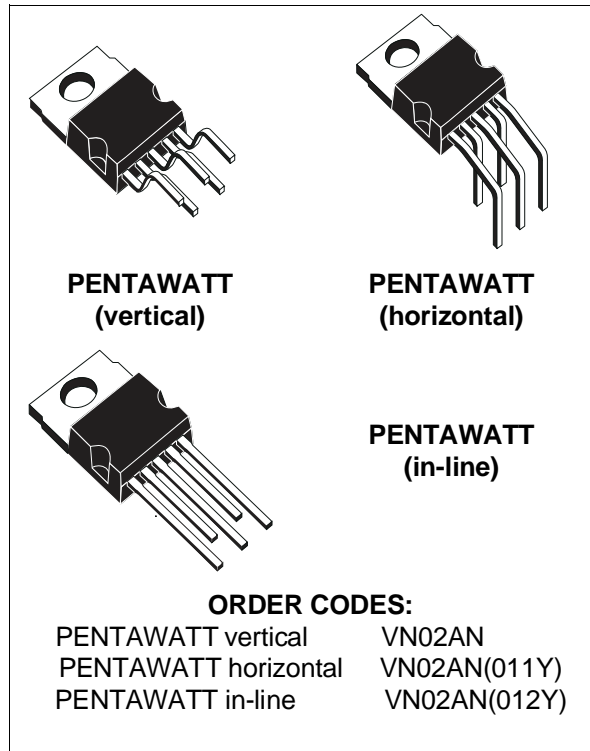 PENTAWATT
(vertical)
PENTAWATT
(horizontal)
PENTAWATT
(in-line)
ORDER CODES:
PENTAWATT vertical VN02AN
PENTAWATT horizontal VN02AN(011Y)
PENTAWATT in-line VN02AN(012Y)